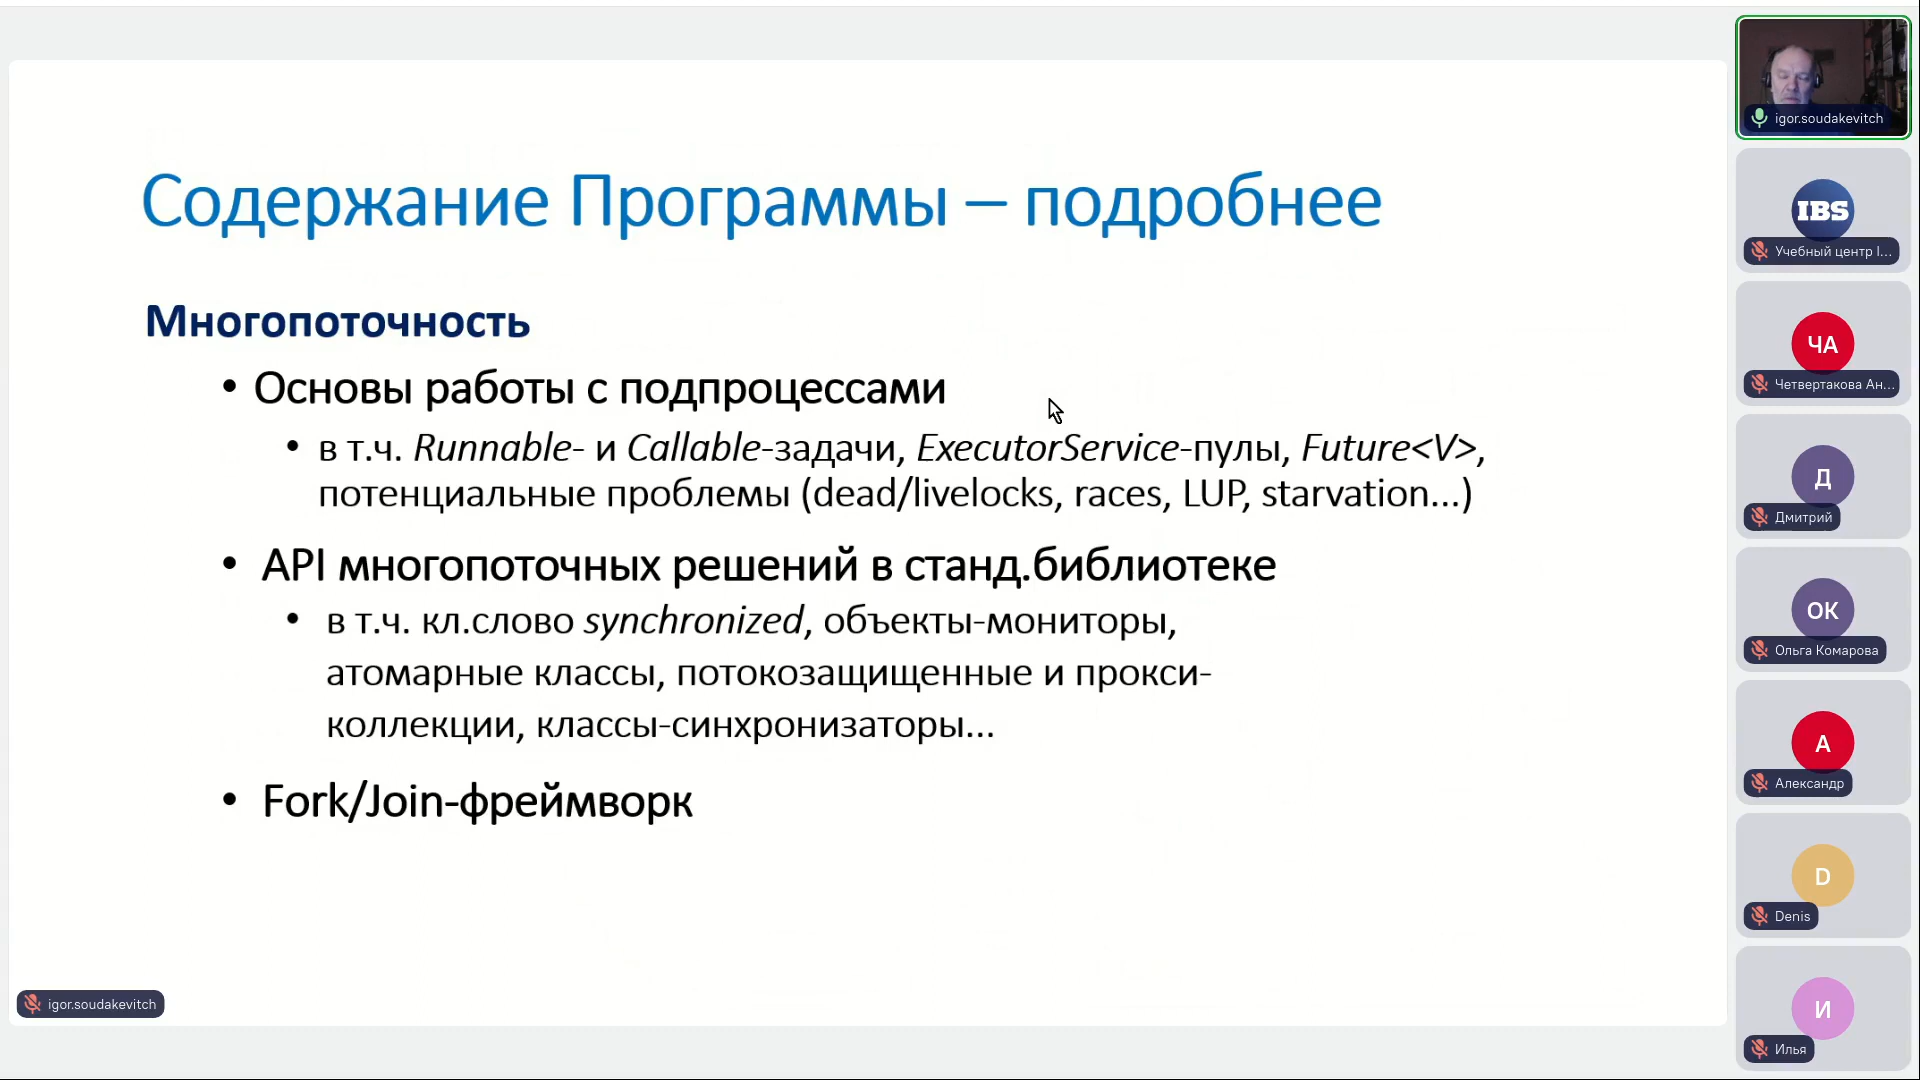 Содержание Программы – подробнее
Многопоточность
• Основы работы с подпроцессами
• в т.ч. Runnable- и Callable-задачи, ExecutorService-пулы, Future<V>,
потенциальные проблемы (dead/livelocks, races, LUP, starvation...)
• API многопоточных решений в станд.библиотеке
• в т.ч. кл.слово synchronized, объекты-мониторы,
атомарные классы, потокозащищенные и прокси-
коллекции, классы-синхронизаторы...
• Fork/Join-фреймворк
igor.soudakevitch
igor.soudakevitch
IBS
Учебный центр I...
ЧА
Четвертакова Ан...
Д
Дмитрий
ОК
Ольга Комарова
А
Александр
D
Denis
И
Илья